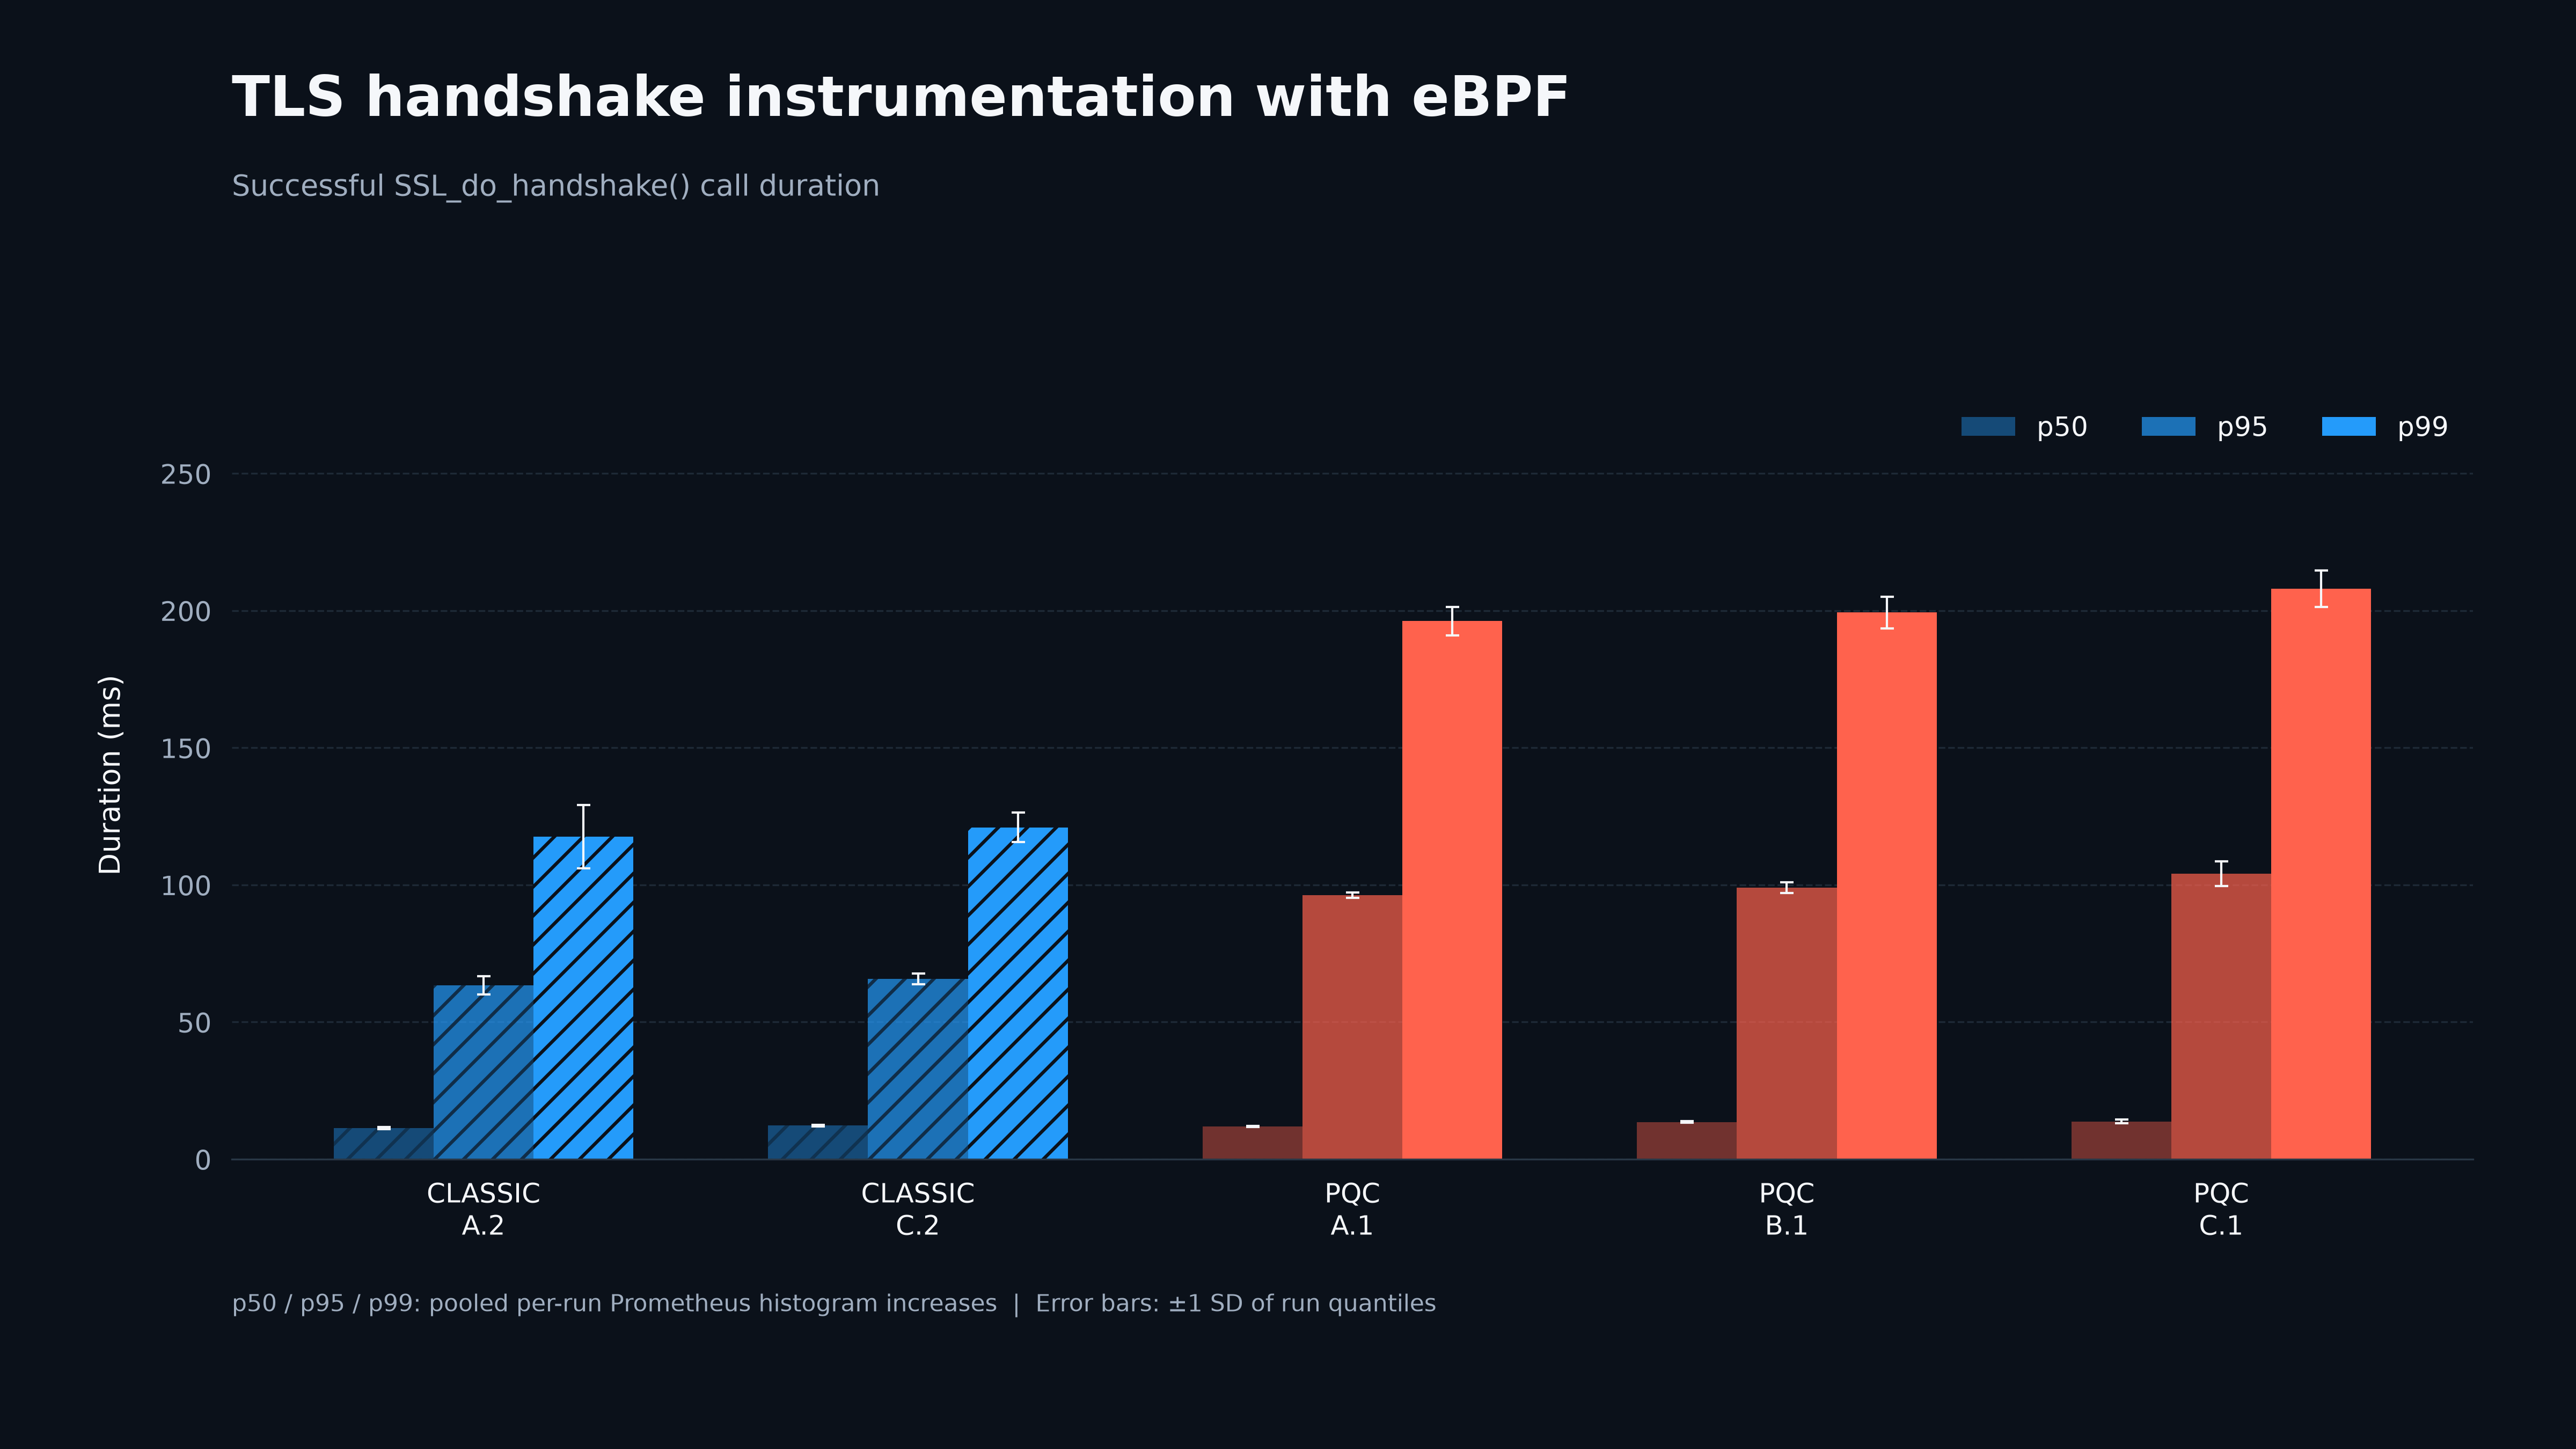 TLS handshake instrumentation with eBPF
Successful SSL_do_handshake() call duration
p50 p95 p99
250
200
150
100
50
0
Duration (ms)
CLASSIC
A.2
CLASSIC
C.2
PQC
A.1
PQC
B.1
PQC
C.1
p50 / p95 / p99: pooled per-run Prometheus histogram increases | Error bars: ±1 SD of run quantiles